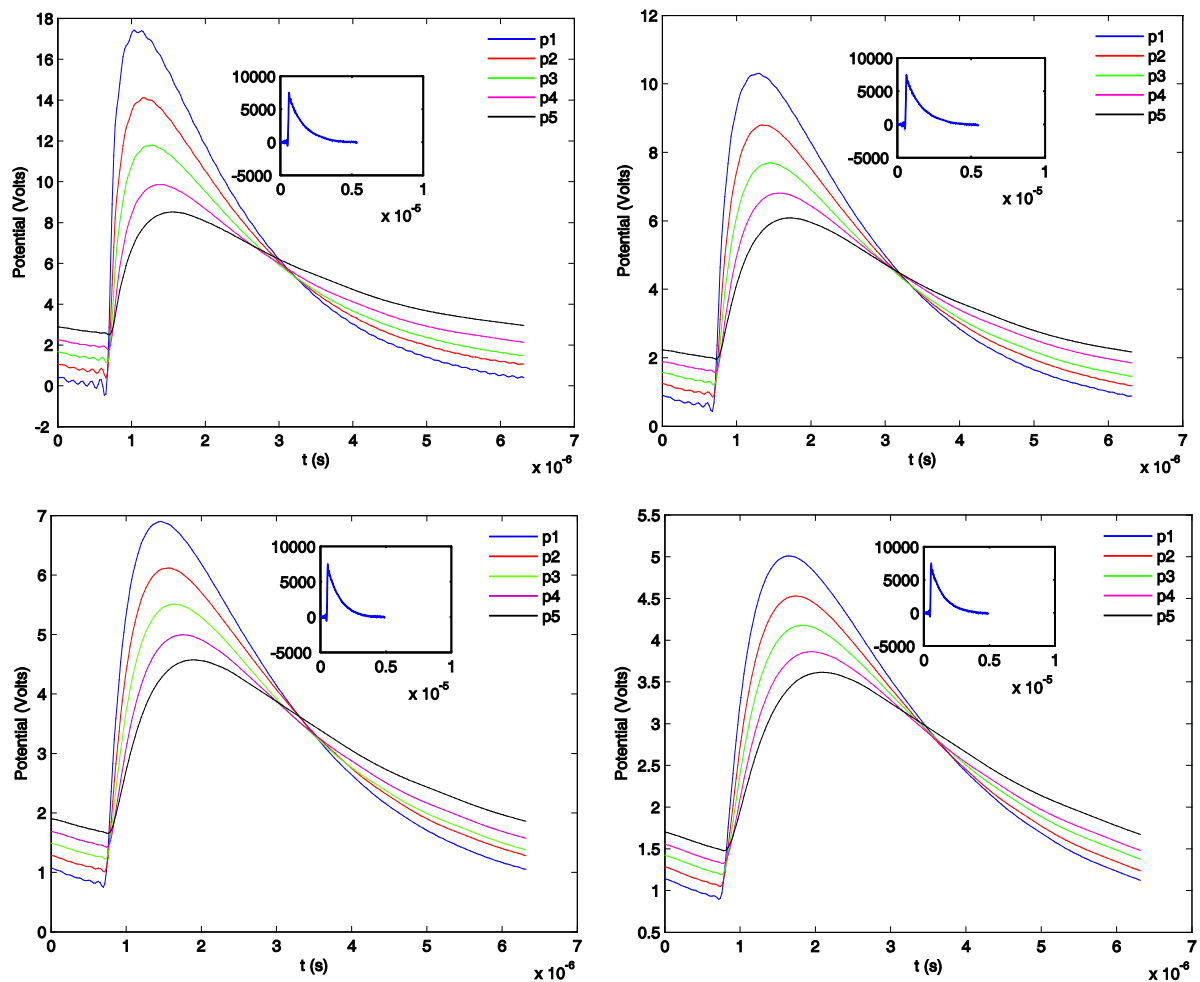 18
16
14
12
10
8
6
4
2
0
-2
Potential (Volts)
0 1 2 3 4 5 6 7
t (s)
x 10-6
p1
p2
p3
p4
p5
10000
5000
0
-5000
0 0.5 1
x 10-5
12
10
8
6
4
2
0
Potential (Volts)
0 1 2 3 4 5 6 7
t (s)
x 10-6
p1
p2
p3
p4
p5
10000
5000
0
-5000
0 0.5 1
x 10-5
7
6
5
4
3
2
1
0
Potential (Volts)
0 1 2 3 4 5 6 7
t (s)
x 10-6
p1
p2
p3
p4
p5
10000
5000
0
-5000
0 0.5 1
x 10-5
5.5
5
4.5
4
3.5
3
2.5
2
1.5
1
0.5
Potential (Volts)
0 1 2 3 4 5 6 7
t (s)
x 10-6
p1
p2
p3
p4
p5
10000
5000
0
-5000
0 0.5 1
x 10-5